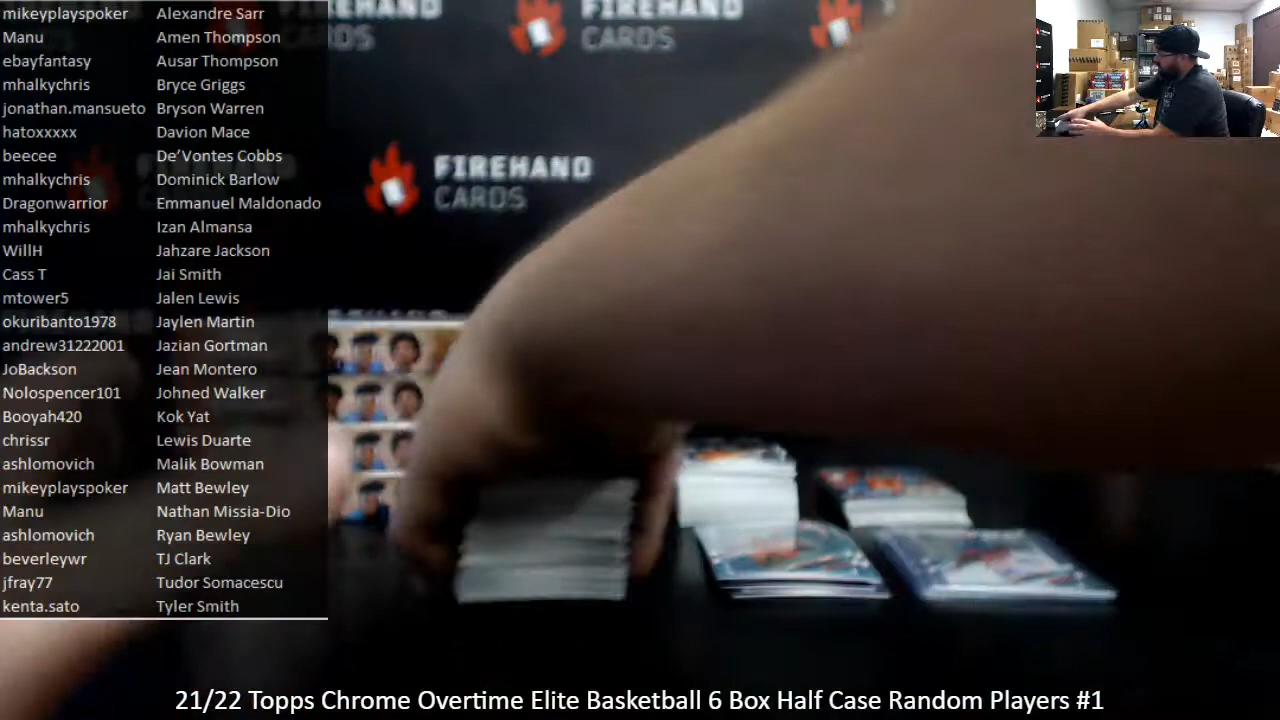 mikeyplayspoker Alexandre Sarr
Manu Amen Thompson
ebayfantasy Ausar Thompson
mhalkychris Bryce Griggs
jonathan.mansueto Bryson Warren
hatoxxxxx Davion Mace
beecee De’Vontes Cobbs
mhalkychris Dominick Barlow
Dragonwarrior Emmanuel Maldonado
mhalkychris Izan Almansa
WillH Jahzare Jackson
Cass T Jai Smith
mtower5 Jalen Lewis
okuribanto1978 Jaylen Martin
andrew31222001 Jazian Gortman
JoBackson Jean Montero
Nolospencer101 Johned Walker
Booyah420 Kok Yat
chrissr Lewis Duarte
ashlomovich Malik Bowman
mikeyplayspoker Matt Bewley
Manu Nathan Missia-Dio
ashlomovich Ryan Bewley
beverleywr TJ Clark
jfray77 Tudor Somacescu
kenta.sato Tyler Smith
FIREHAND
CARDS
FIREHAND
CARDS
FIREHAND
CARDS
21/22 Topps Chrome Overtime Elite Basketball 6 Box Half Case Random Players #1